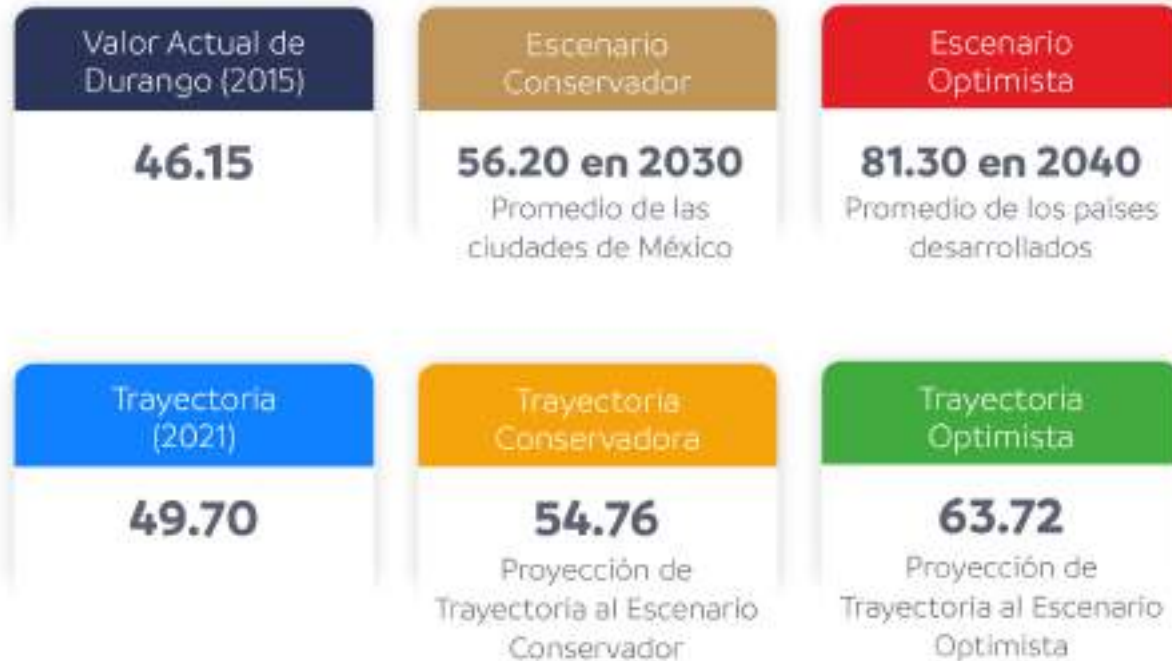 Valor Actual de
Durango (2015)
46.15
Escenario
Conservador
56.20 en 2030
Promedio de las
ciudades de México
Escenario
Optimista
81.30 en 2040
Promedio de los países
desarrollados
Trayectoria
(2021)
49.70
Trayectoria
Conservadora
54.76
Proyección de
Trayectoria al Escenario
Conservador
Trayectoria
Optimista
63.72
Proyección de
Trayectoria al Escenario
Optimista